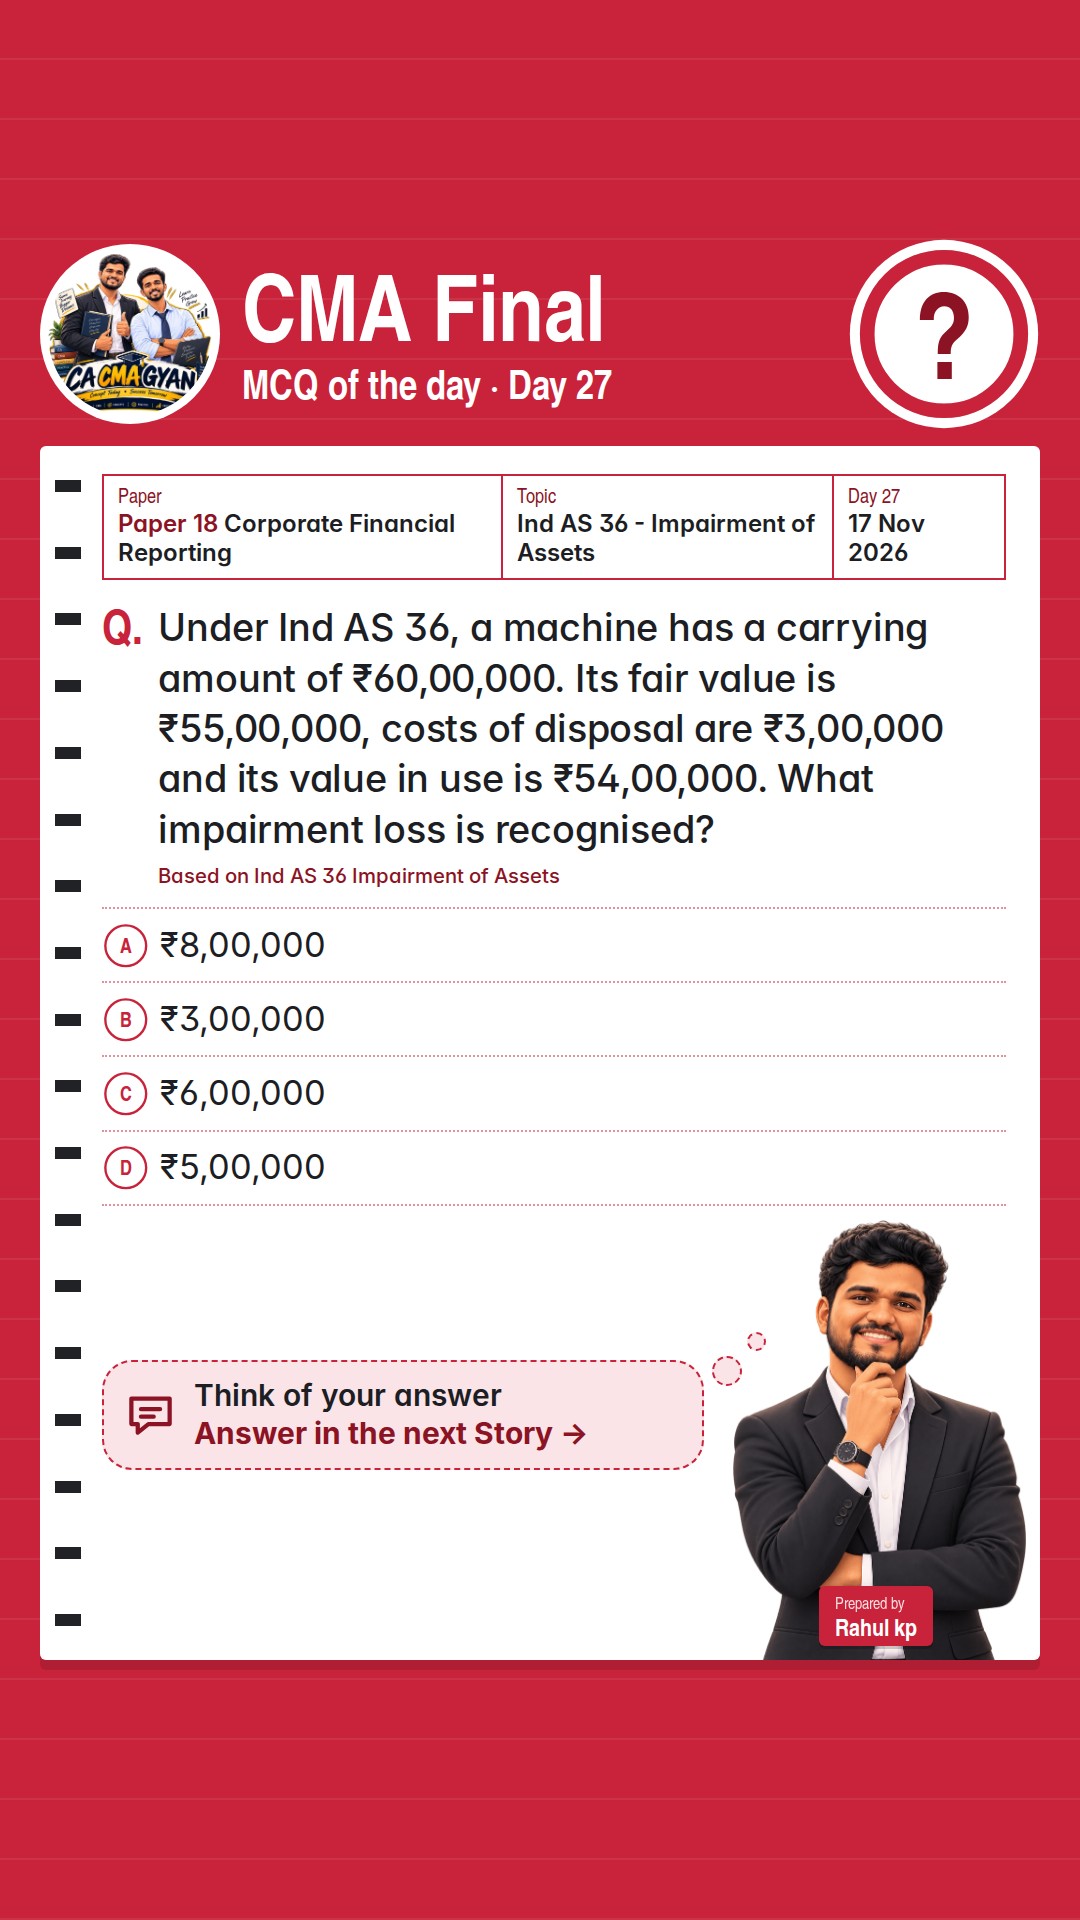 CMA Final
MCQ of the day · Day 27
CA CMA GYAN
?
Paper
Paper 18 Corporate Financial
Reporting
Topic
Ind AS 36 - Impairment of
Assets
Day 27
17 Nov
2026
Q. Under Ind AS 36, a machine has a carrying
amount of ₹60,00,000. Its fair value is
₹55,00,000, costs of disposal are ₹3,00,000
and its value in use is ₹54,00,000. What
impairment loss is recognised?
Based on Ind AS 36 Impairment of Assets
A ₹8,00,000
B ₹3,00,000
C ₹6,00,000
D ₹5,00,000
Think of your answer
Answer in the next Story →
Prepared by
Rahul kp